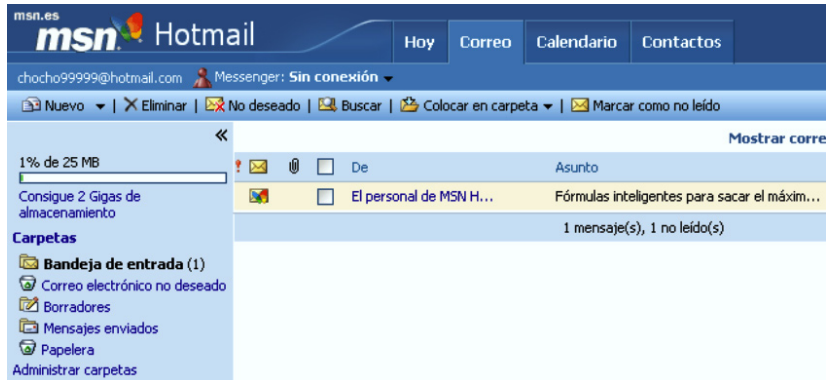 msn.es
msn Hotmail
Hoy Correo Calendario Contactos
chocho99999@hotmail.com Messenger: Sin conexión
Nuevo | Eliminar | No deseado | Buscar | Colocar en carpeta | Marcar como no leído
«
Mostrar corre
1% de 25 MB
! De Asunto
Consigue 2 Gigas de
almacenamiento
El personal de MSN H... Fórmulas inteligentes para sacar el máxim...
1 mensaje(s), 1 no leído(s)
Carpetas
Bandeja de entrada (1)
Correo electrónico no deseado
Borradores
Mensajes enviados
Papelera
Administrar carpetas